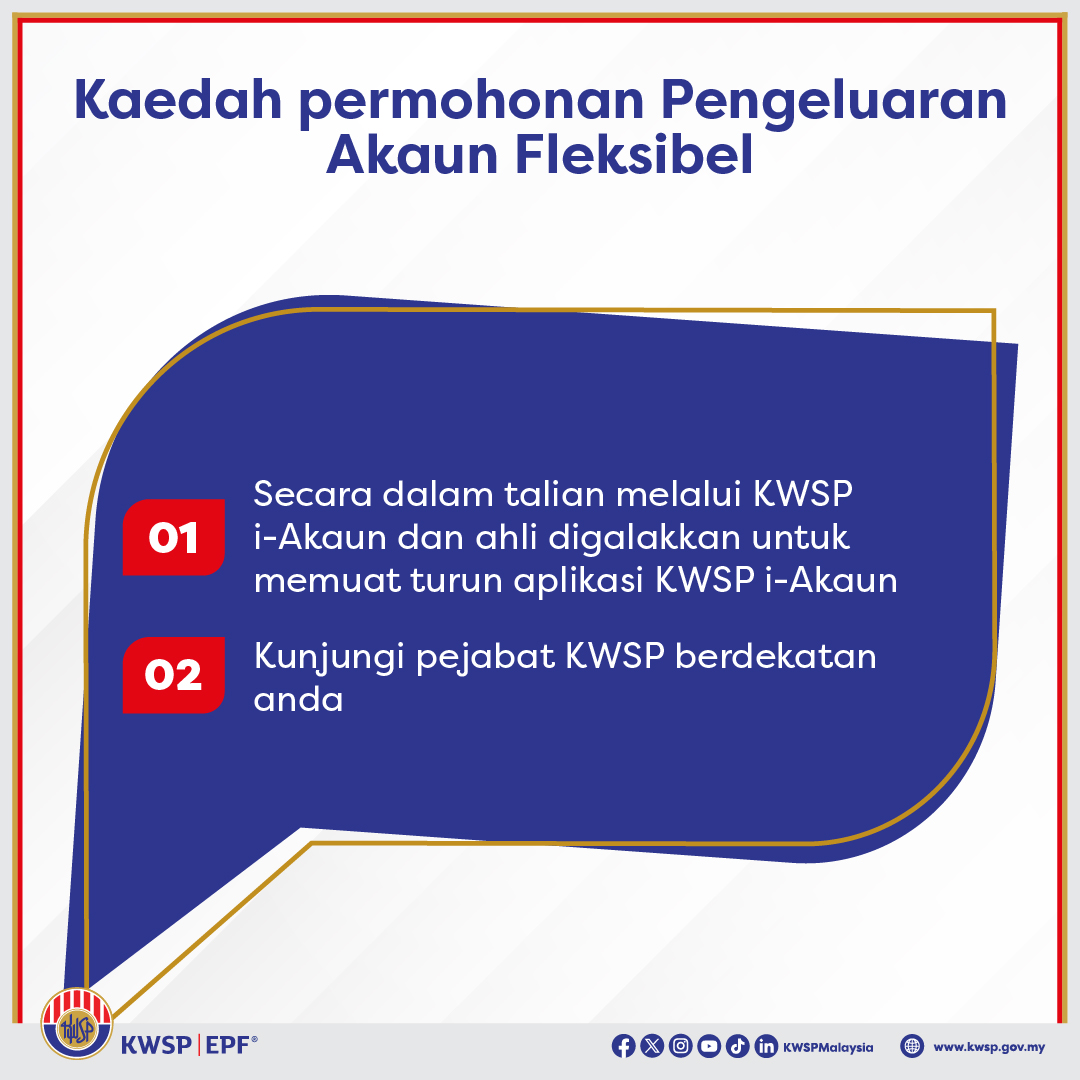 Kaedah permohonan Pengeluaran
Akaun Fleksibel
01
Secara dalam talian melalui KWSP
i-Akaun dan ahli digalakkan untuk
memuat turun aplikasi KWSP i-Akaun
02
Kunjungi pejabat KWSP berdekatan
anda
KWSP
KWSP | EPF®
KWSPMalaysia
www.kwsp.gov.my